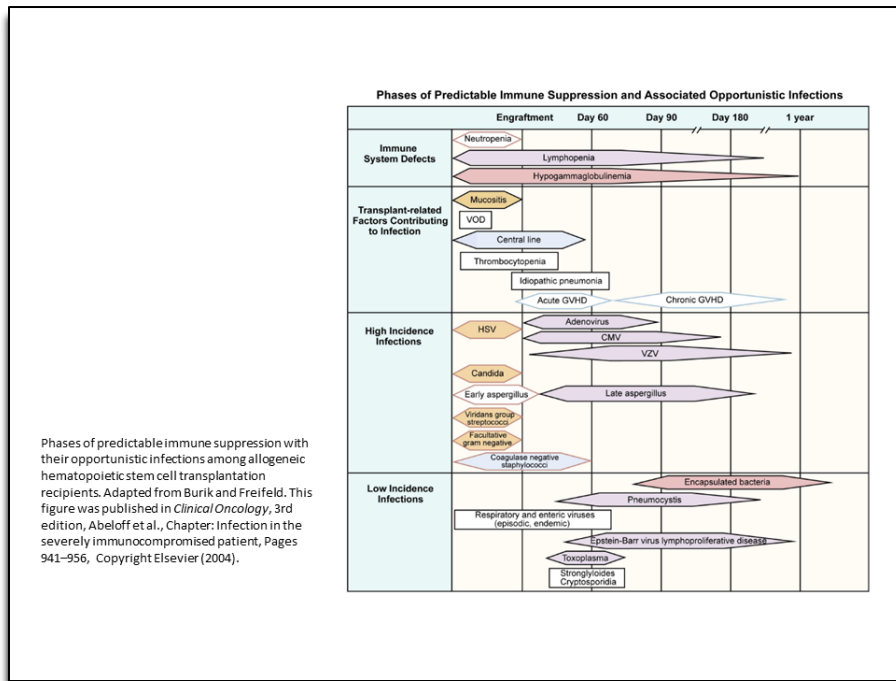 Phases of Predictable Immune Suppression and Associated Opportunistic Infections
Engraftment Day 60 Day 90 Day 180 1 year
Immune
System Defects
Neutropenia
Lymphopenia
Hypogammaglobulinemia
Transplant-related
Factors Contributing
to Infection
Mucositis
VOD
Central line
Thrombocytopenia
Idiopathic pneumonia
Acute GVHD
Chronic GVHD
High Incidence
Infections
HSV
Adenovirus
CMV
VZV
Candida
Early aspergillus
Late aspergillus
Viridans group
streptococci
Facultative
gram negative
Coagulase negative
staphylococci
Low Incidence
Infections
Encapsulated bacteria
Pneumocystis
Respiratory and enteric viruses
(episodic, endemic)
Epstein-Barr virus lymphoproliferative disease
Toxoplasma
Strongyloides
Cryptosporidia
Phases of predictable immune suppression with
their opportunistic infections among allogeneic
hematopoietic stem cell transplantation
recipients. Adapted from Burik and Freifeld. This
figure was published in Clinical Oncology, 3rd
edition, Abeloff et al., Chapter: Infection in the
severely immunocompromised patient, Pages
941–956, Copyright Elsevier (2004).